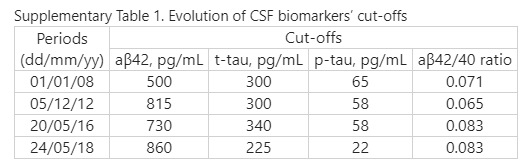 Supplementary Table 1. Evolution of CSF biomarkers’ cut-offs
Periods Cut-offs
(dd/mm/yy) aβ42, pg/mL t-tau, pg/mL p-tau, pg/mL aβ42/40 ratio
01/01/08 500 300 65 0.071
05/12/12 815 300 58 0.065
20/05/16 730 340 58 0.083
24/05/18 860 225 22 0.083